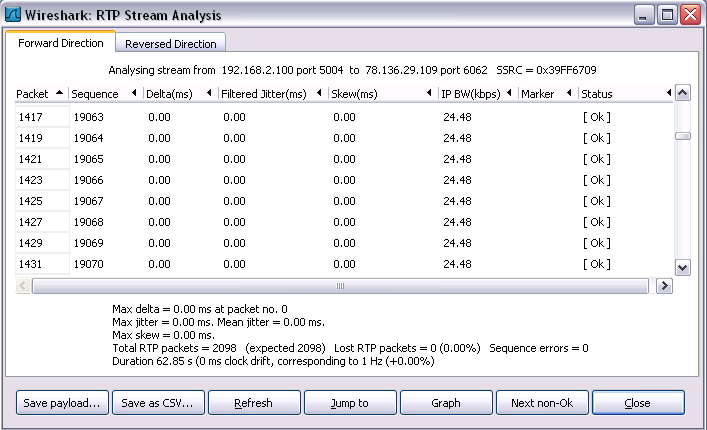 Wireshark: RTP Stream Analysis
Forward Direction Reversed Direction
Analysing stream from 192.168.2.100 port 5004 to 78.136.29.109 port 6062 SSRC = 0x39FF6709
Packet Sequence Delta(ms) Filtered Jitter(ms) Skew(ms) IP BW(kbps) Marker Status
1417 19063 0.00 0.00 0.00 24.48 [ Ok ]
1419 19064 0.00 0.00 0.00 24.48 [ Ok ]
1421 19065 0.00 0.00 0.00 24.48 [ Ok ]
1423 19066 0.00 0.00 0.00 24.48 [ Ok ]
1425 19067 0.00 0.00 0.00 24.48 [ Ok ]
1427 19068 0.00 0.00 0.00 24.48 [ Ok ]
1429 19069 0.00 0.00 0.00 24.48 [ Ok ]
1431 19070 0.00 0.00 0.00 24.48 [ Ok ]
Max delta = 0.00 ms at packet no. 0
Max jitter = 0.00 ms. Mean jitter = 0.00 ms.
Max skew = 0.00 ms.
Total RTP packets = 2098 (expected 2098) Lost RTP packets = 0 (0.00%) Sequence errors = 0
Duration 62.85 s (0 ms clock drift, corresponding to 1 Hz (+0.00%)
Save payload... Save as CSV... Refresh Jump to Graph Next non-Ok Close